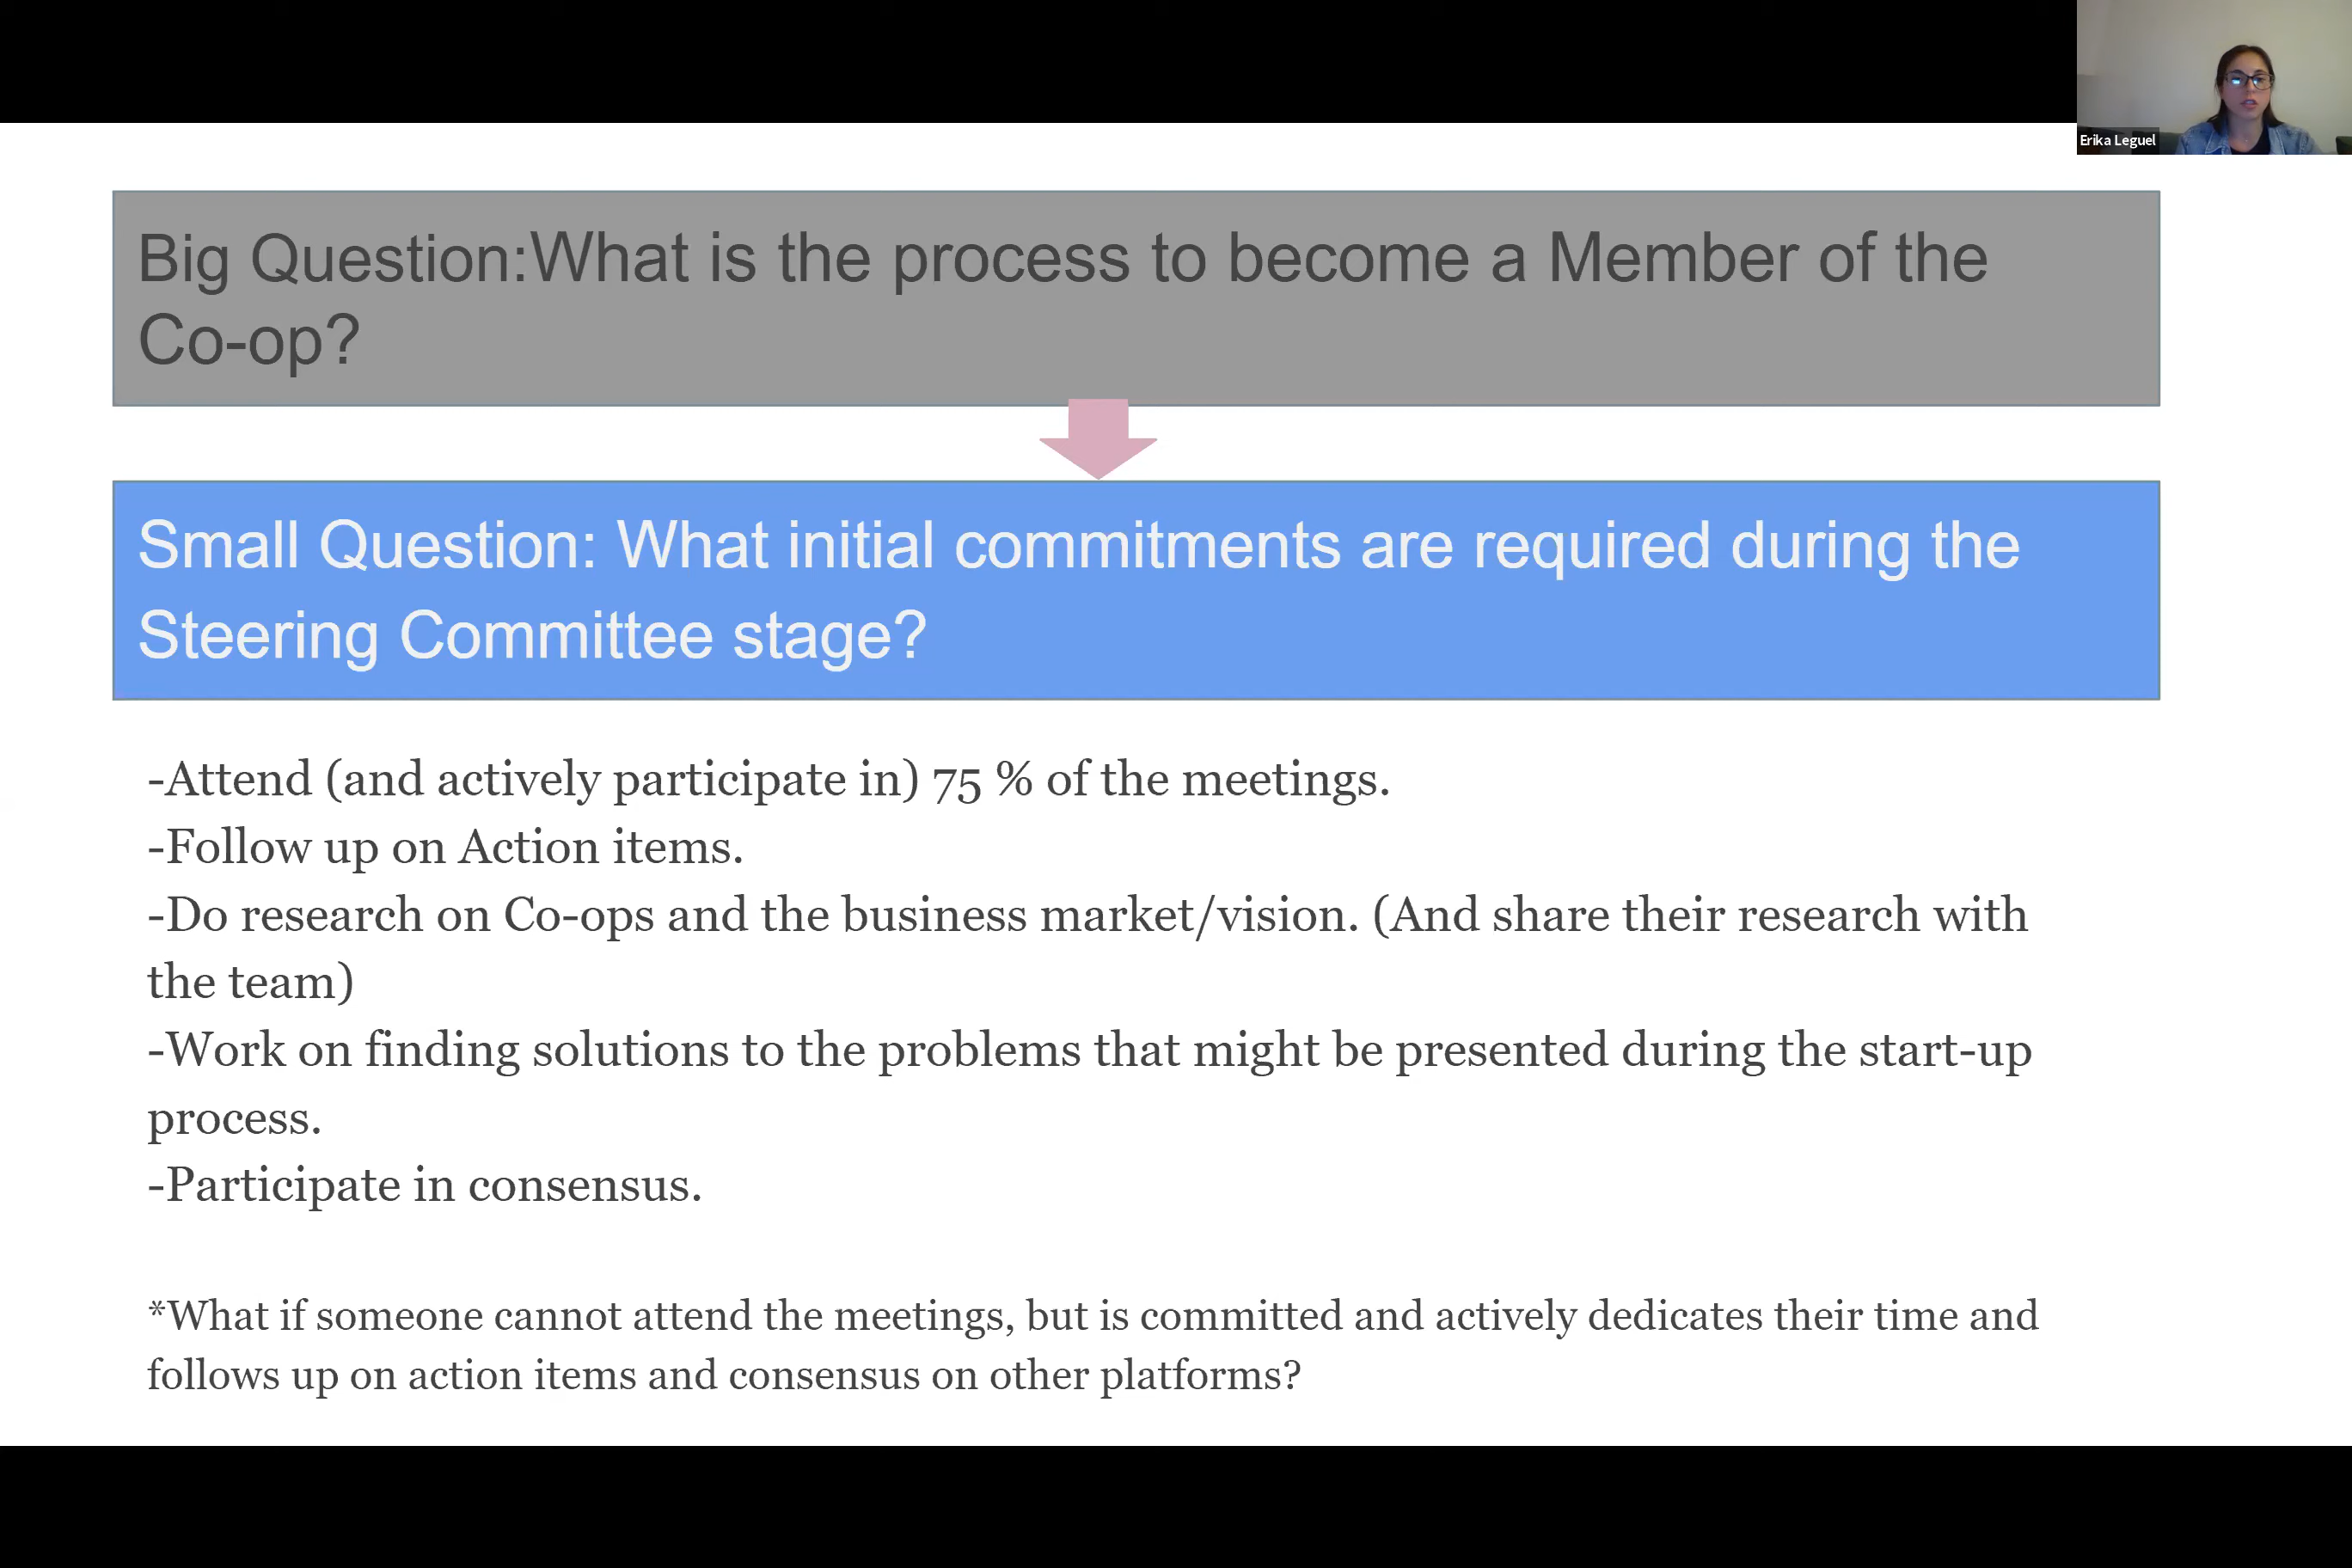 Erika Leguel
Big Question:What is the process to become a Member of the
Co-op?
Small Question: What initial commitments are required during the
Steering Committee stage?
-Attend (and actively participate in) 75 % of the meetings.
-Follow up on Action items.
-Do research on Co-ops and the business market/vision. (And share their research with
the team)
-Work on finding solutions to the problems that might be presented during the start-up
process.
-Participate in consensus.
*What if someone cannot attend the meetings, but is committed and actively dedicates their time and
follows up on action items and consensus on other platforms?